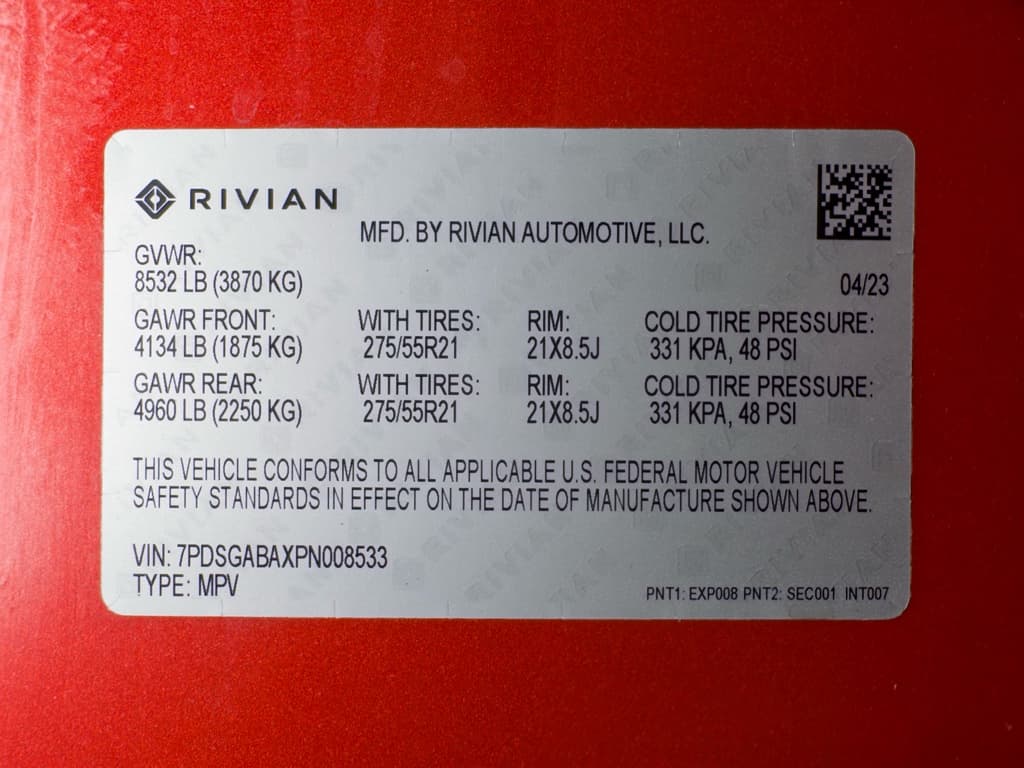 RIVIAN
MFD. BY RIVIAN AUTOMOTIVE, LLC.
GVWR:
8532 LB (3870 KG)
04/23
GAWR FRONT: WITH TIRES: RIM: COLD TIRE PRESSURE:
4134 LB (1875 KG) 275/55R21 21X8.5J 331 KPA, 48 PSI
GAWR REAR: WITH TIRES: RIM: COLD TIRE PRESSURE:
4960 LB (2250 KG) 275/55R21 21X8.5J 331 KPA, 48 PSI
THIS VEHICLE CONFORMS TO ALL APPLICABLE U.S. FEDERAL MOTOR VEHICLE
SAFETY STANDARDS IN EFFECT ON THE DATE OF MANUFACTURE SHOWN ABOVE.
VIN: 7PDSGABAXPN008533
TYPE: MPV
PNT1: EXP008 PNT2: SEC001 INT007